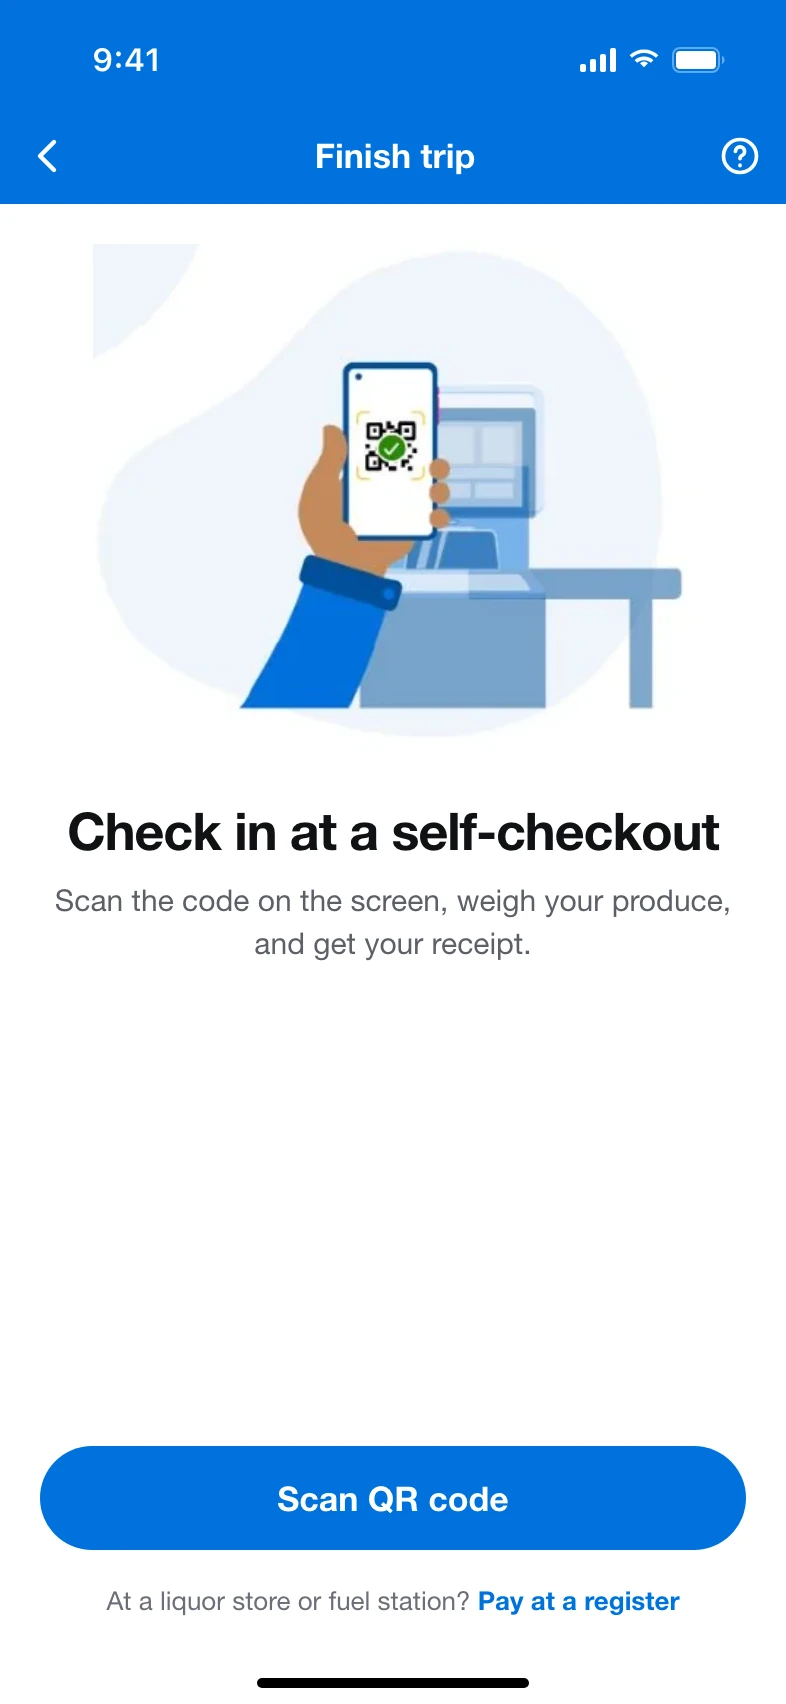 9:41
Finish trip
Check in at a self-checkout
Scan the code on the screen, weigh your produce,
and get your receipt.
Scan QR code
At a liquor store or fuel station? Pay at a register